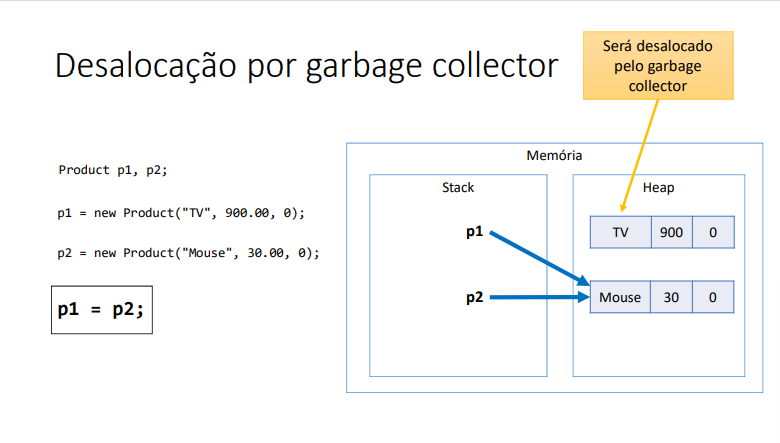 Desalocação por garbage collector
Será desalocado
pelo garbage
collector
Product p1, p2;
p1 = new Product("TV", 900.00, 0);
p2 = new Product("Mouse", 30.00, 0);
p1 = p2;
Memória
Stack
Heap
p1
TV 900 0
p2
Mouse 30 0